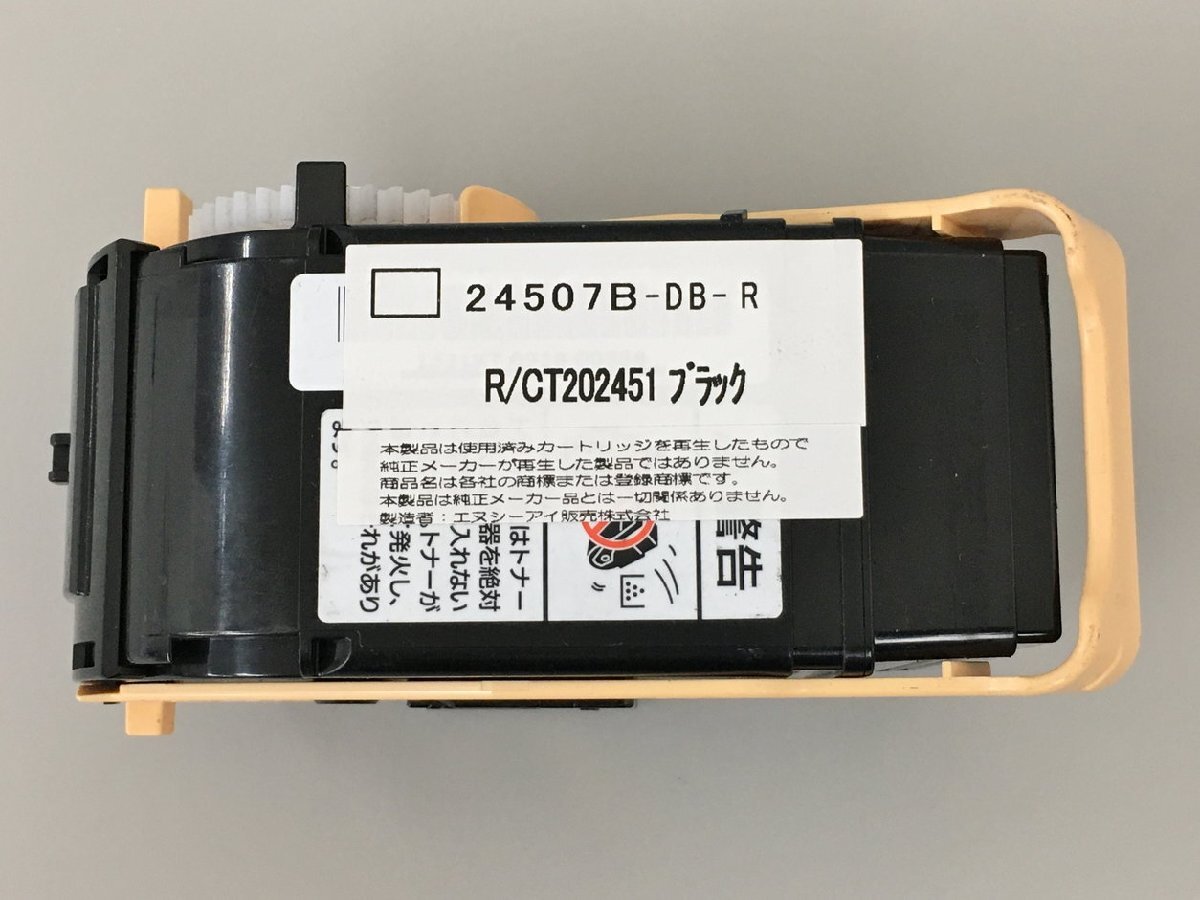 24507B-DB-R
R/CT202451 ブラック
本製品は使用済みカートリッジを再生したもので
純正メーカーが再生した製品ではありません。
商品名は各社の商標または登録商標です。
本製品は純正メーカー品とは一切関係ありません。
製造者：エヌシーアイ販売株式会社
警告
はトナー
器を絶対
入れない
トナーが
発火し、
れがあり